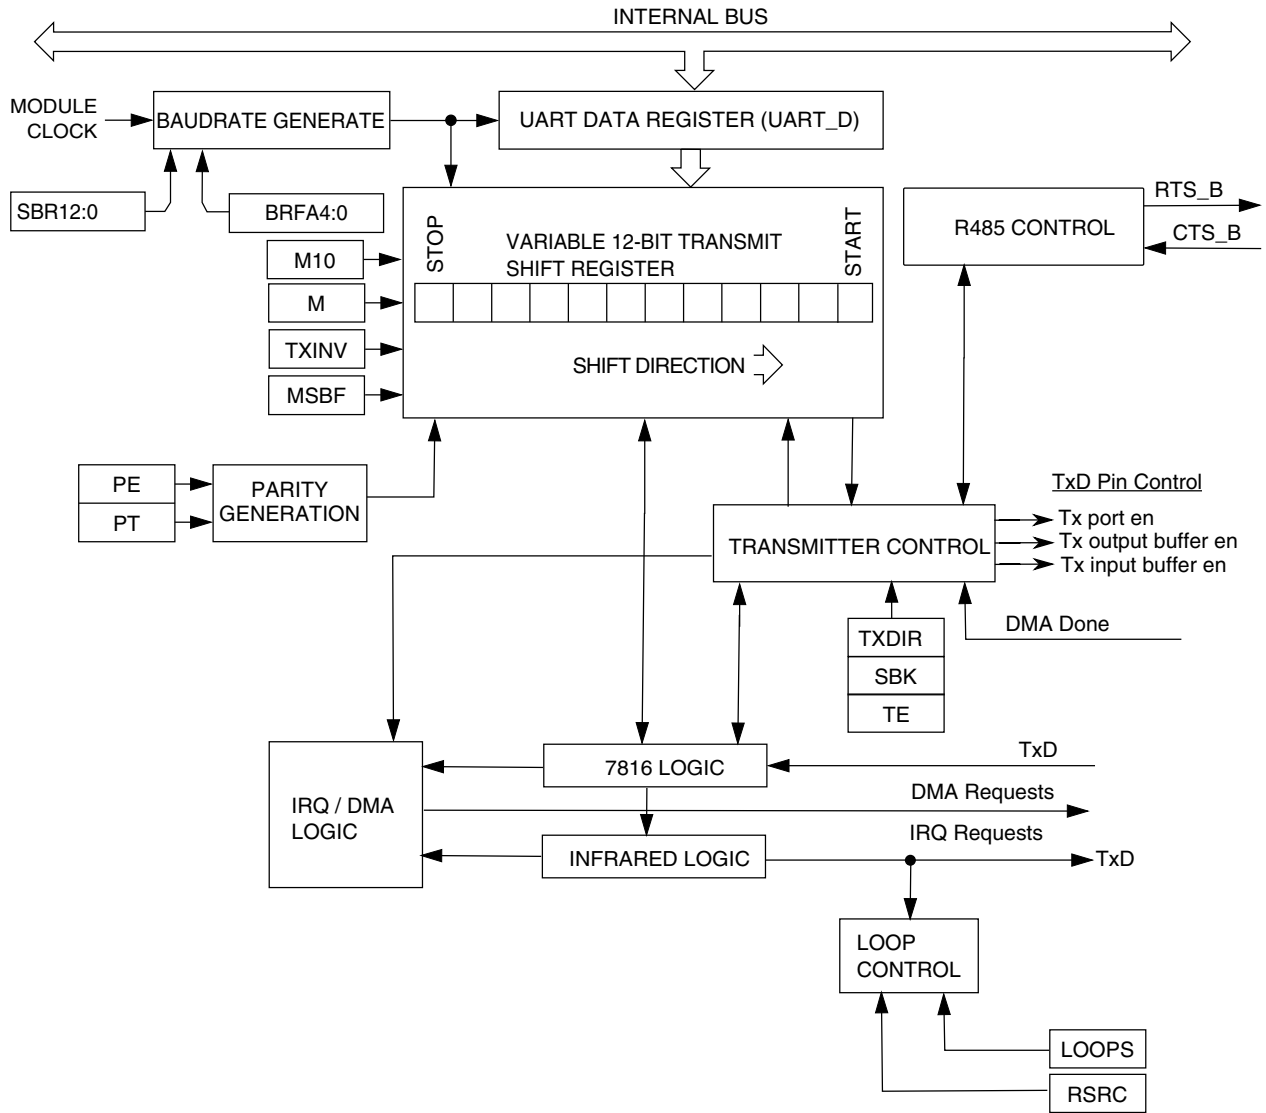 INTERNAL BUS
MODULE
CLOCK
BAUDRATE GENERATE
UART DATA REGISTER (UART_D)
SBR12:0
BRFA4:0
M10
M
TXINV
MSBF
STOP
VARIABLE 12-BIT TRANSMIT
SHIFT REGISTER
START
SHIFT DIRECTION
R485 CONTROL
RTS_B
CTS_B
PE
PT
PARITY
GENERATION
TRANSMITTER CONTROL
TxD Pin Control
Tx port en
Tx output buffer en
Tx input buffer en
DMA Done
TXDIR
SBK
TE
IRQ / DMA
LOGIC
7816 LOGIC
TxD
DMA Requests
IRQ Requests
INFRARED LOGIC
TxD
LOOP
CONTROL
LOOPS
RSRC